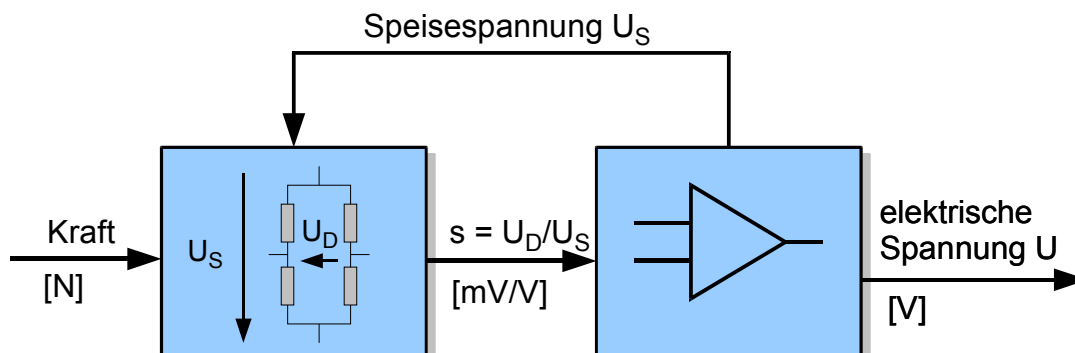 Speisespannung U_S
Kraft
[N]
U_S
U_D
s = U_D/U_S
[mV/V]
elektrische
Spannung U
[V]